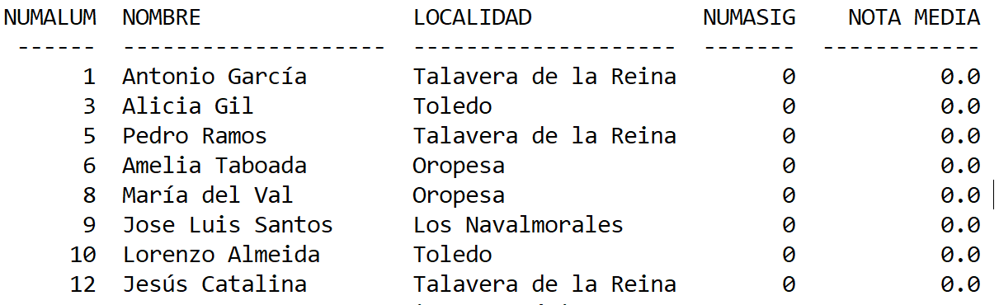 NUMALUM  NOMBRE                LOCALIDAD             NUMASIG    NOTA MEDIA
 ------  --------------------  --------------------  -------  ------------
      1  Antonio García        Talavera de la Reina        0           0.0
      3  Alicia Gil            Toledo                      0           0.0
      5  Pedro Ramos           Talavera de la Reina        0           0.0
      6  Amelia Taboada        Oropesa                     0           0.0
      8  María del Val         Oropesa                     0           0.0
      9  Jose Luis Santos      Los Navalmorales            0           0.0
     10  Lorenzo Almeida       Toledo                      0           0.0
     12  Jesús Catalina        Talavera de la Reina        0           0.0